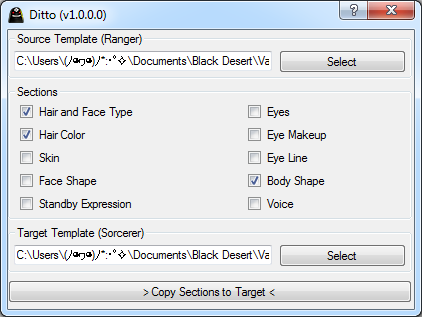 Ditto (v1.0.0.0)
Source Template (Ranger)
C:\Users\(ﾉ◕ヮ◕)ﾉ*:･ﾟ✧\Documents\Black Desert\Va
Select
Sections
Hair and Face Type
Eyes
Hair Color
Eye Makeup
Skin
Eye Line
Face Shape
Body Shape
Standby Expression
Voice
Target Template (Sorcerer)
C:\Users\(ﾉ◕ヮ◕)ﾉ*:･ﾟ✧\Documents\Black Desert\Va
Select
> Copy Sections to Target <